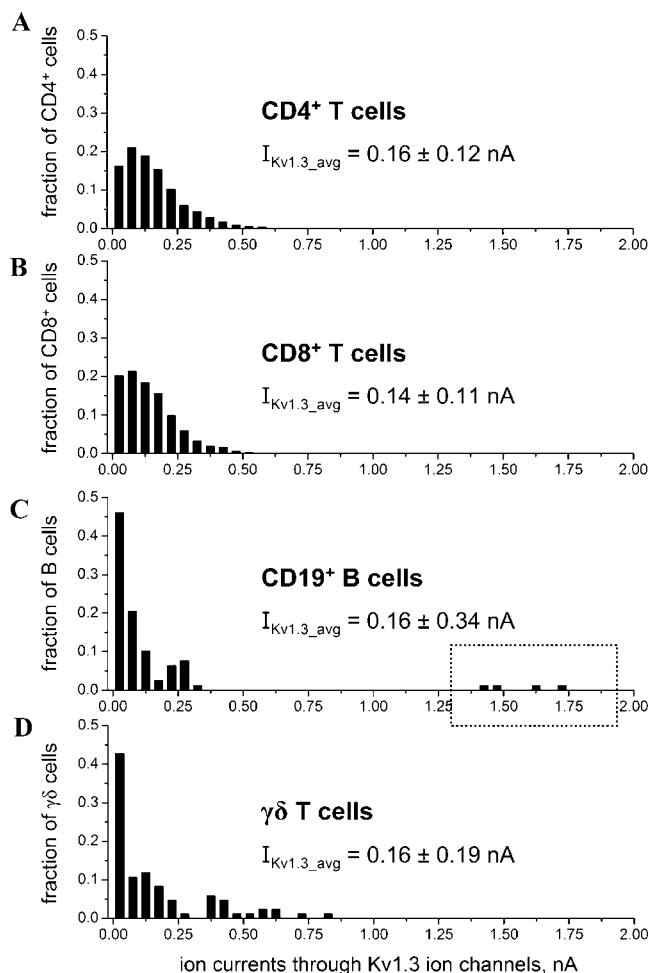 A
fraction of CD4⁺ cells
0.5
0.4
0.3
0.2
0.1
0.0
CD4⁺ T cells
I_Kv1.3_avg = 0.16 ± 0.12 nA
0.00 0.25 0.50 0.75 1.00 1.25 1.50 1.75 2.00
B
fraction of CD8⁺ cells
0.5
0.4
0.3
0.2
0.1
0.0
CD8⁺ T cells
I_Kv1.3_avg = 0.14 ± 0.11 nA
0.00 0.25 0.50 0.75 1.00 1.25 1.50 1.75 2.00
C
fraction of B cells
0.5
0.4
0.3
0.2
0.1
0.0
CD19⁺ B cells
I_Kv1.3_avg = 0.16 ± 0.34 nA
0.00 0.25 0.50 0.75 1.00 1.25 1.50 1.75 2.00
D
fraction of γδ cells
0.5
0.4
0.3
0.2
0.1
0.0
γδ T cells
I_Kv1.3_avg = 0.16 ± 0.19 nA
0.00 0.25 0.50 0.75 1.00 1.25 1.50 1.75 2.00
ion currents through Kv1.3 ion channels, nA